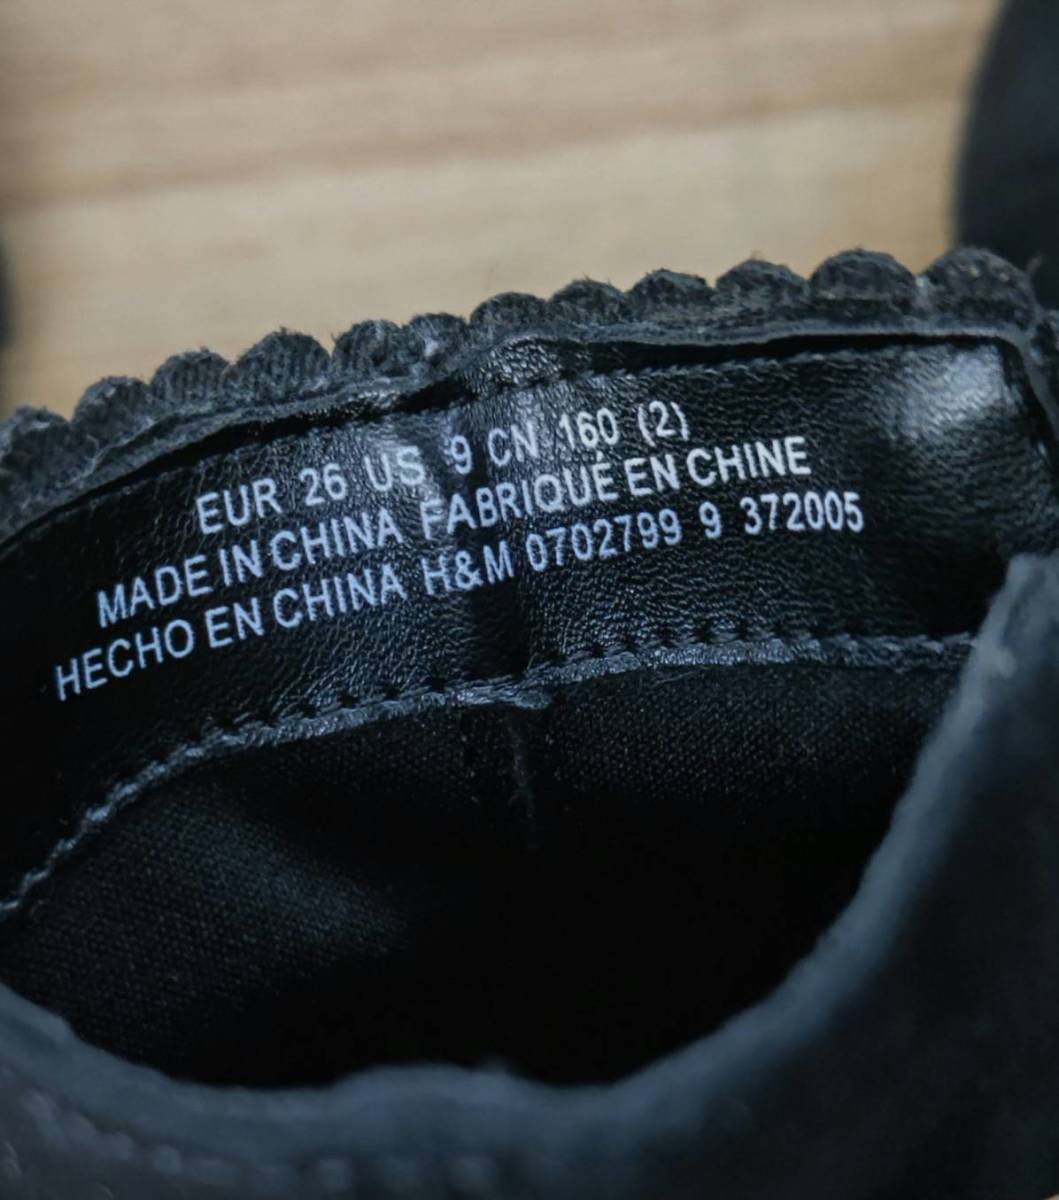 EUR 26 US 9 CN 160 (2)
MADE IN CHINA FABRIQUÉ EN CHINE
HECHO EN CHINA H&M 0702799 9 372005